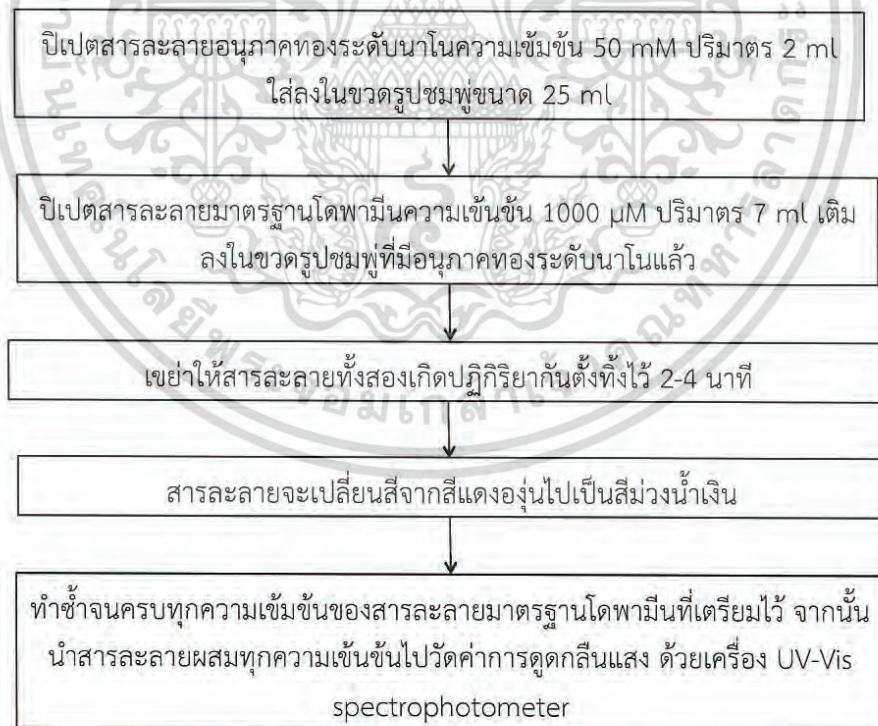 ปิเปตสารละลายอนุภาคทองระดับนาโนความเข้มข้น 50 mM ปริมาตร 2 ml
ใส่ลงในขวดรูปชมพู่ขนาด 25 ml
ปิเปตสารละลายมาตรฐานโดพามีนความเข้นข้น 1000 µM ปริมาตร 7 ml เติม
ลงในขวดรูปชมพู่ที่มีอนุภาคทองระดับนาโนแล้ว
เขย่าให้สารละลายทั้งสองเกิดปฏิกิริยากันตั้งทิ้งไว้ 2-4 นาที
สารละลายจะเปลี่ยนสีจากสีแดงองุ่นไปเป็นสีม่วงน้ำเงิน
ทำซ้ำจนครบทุกความเข้มข้นของสารละลายมาตรฐานโดพามีนที่เตรียมไว้ จากนั้น
นำสารละลายผสมทุกความเข้นข้นไปวัดค่าการดูดกลืนแสง ด้วยเครื่อง UV-Vis
spectrophotometer